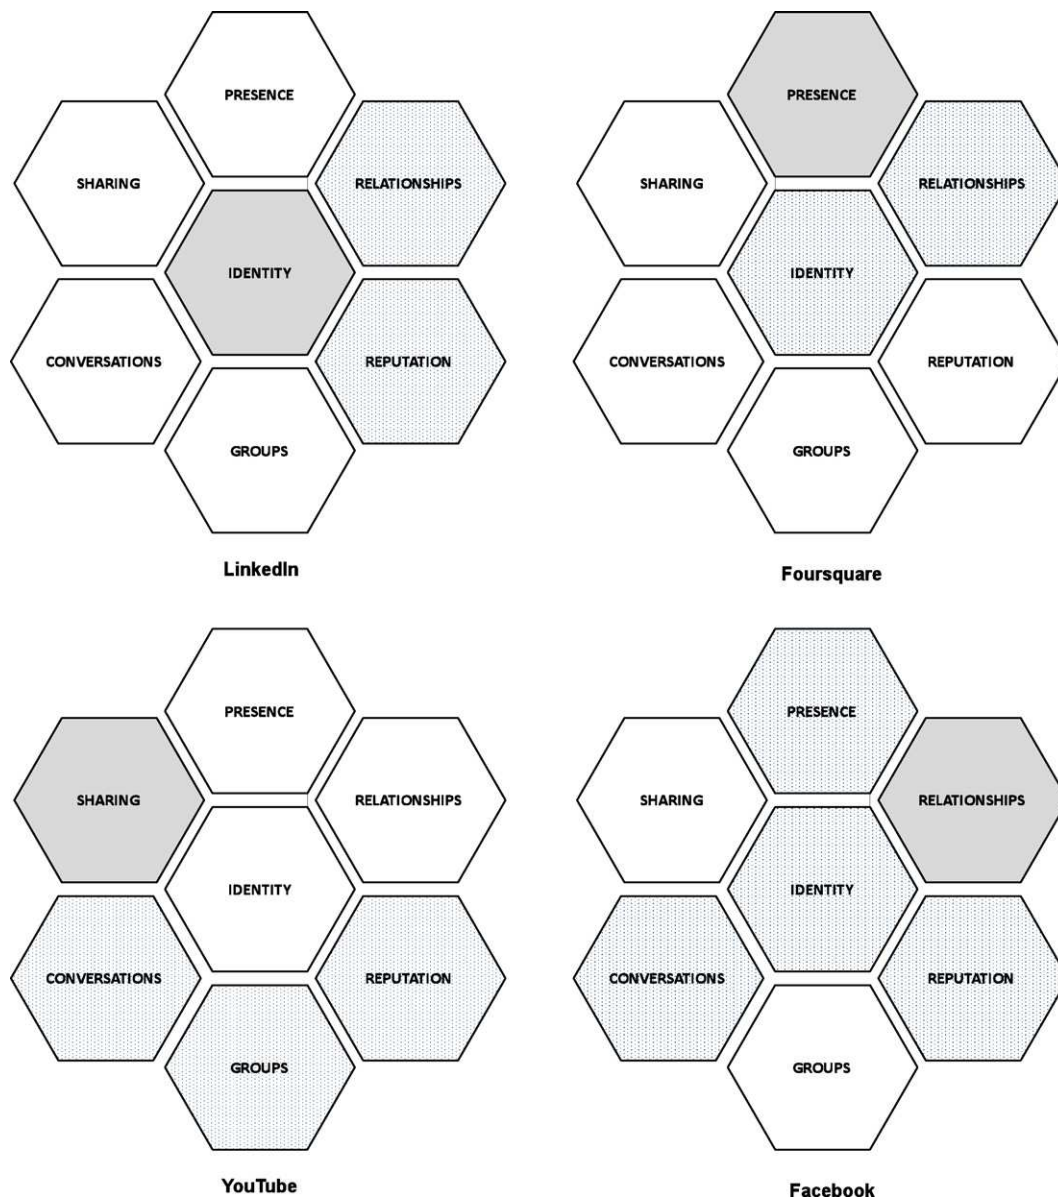 PRESENCE
SHARING
RELATIONSHIPS
IDENTITY
CONVERSATIONS
REPUTATION
GROUPS
LinkedIn
PRESENCE
SHARING
RELATIONSHIPS
IDENTITY
CONVERSATIONS
REPUTATION
GROUPS
Foursquare
PRESENCE
SHARING
RELATIONSHIPS
IDENTITY
CONVERSATIONS
REPUTATION
GROUPS
YouTube
PRESENCE
SHARING
RELATIONSHIPS
IDENTITY
CONVERSATIONS
REPUTATION
GROUPS
Facebook